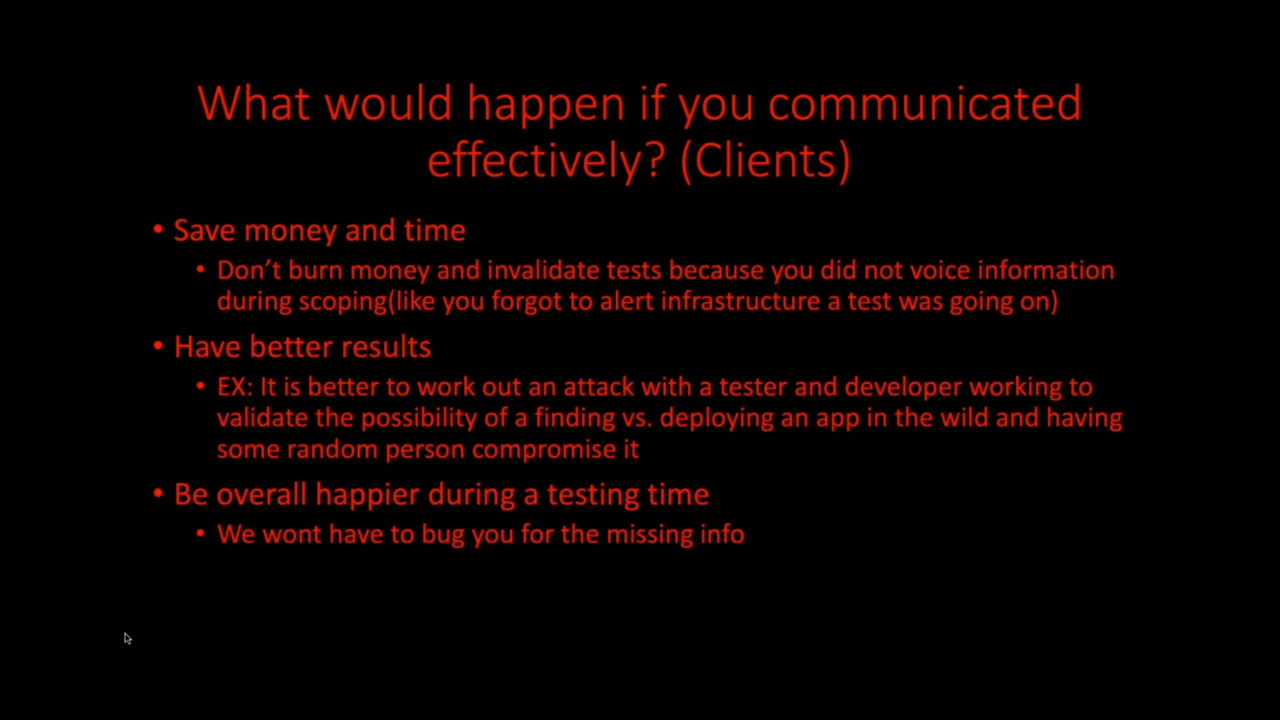 What would happen if you communicated
effectively? (Clients)
• Save money and time
• Don't burn money and invalidate tests because you did not voice information
during scoping(like you forgot to alert infrastructure a test was going on)
• Have better results
• EX: It is better to work out an attack with a tester and developer working to
validate the possibility of a finding vs. deploying an app in the wild and having
some random person compromise it
• Be overall happier during a testing time
• We wont have to bug you for the missing info